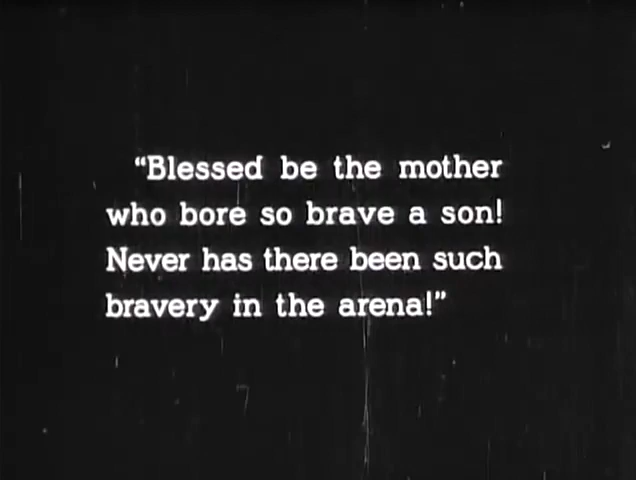 “Blessed be the mother
who bore so brave a son!
Never has there been such
bravery in the arena!”